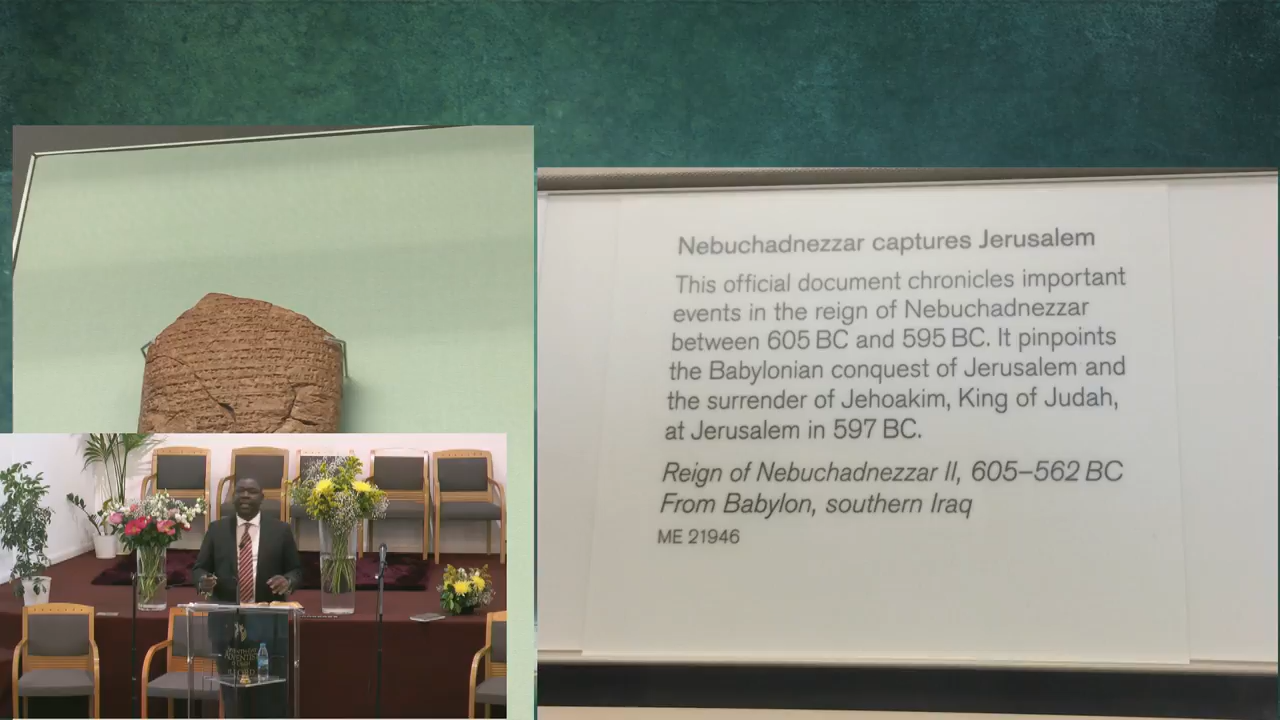 Nebuchadnezzar captures Jerusalem
This official document chronicles important
events in the reign of Nebuchadnezzar
between 605 BC and 595 BC. It pinpoints
the Babylonian conquest of Jerusalem and
the surrender of Jehoakim, King of Judah,
at Jerusalem in 597 BC.
Reign of Nebuchadnezzar II, 605–562 BC
From Babylon, southern Iraq
ME 21946